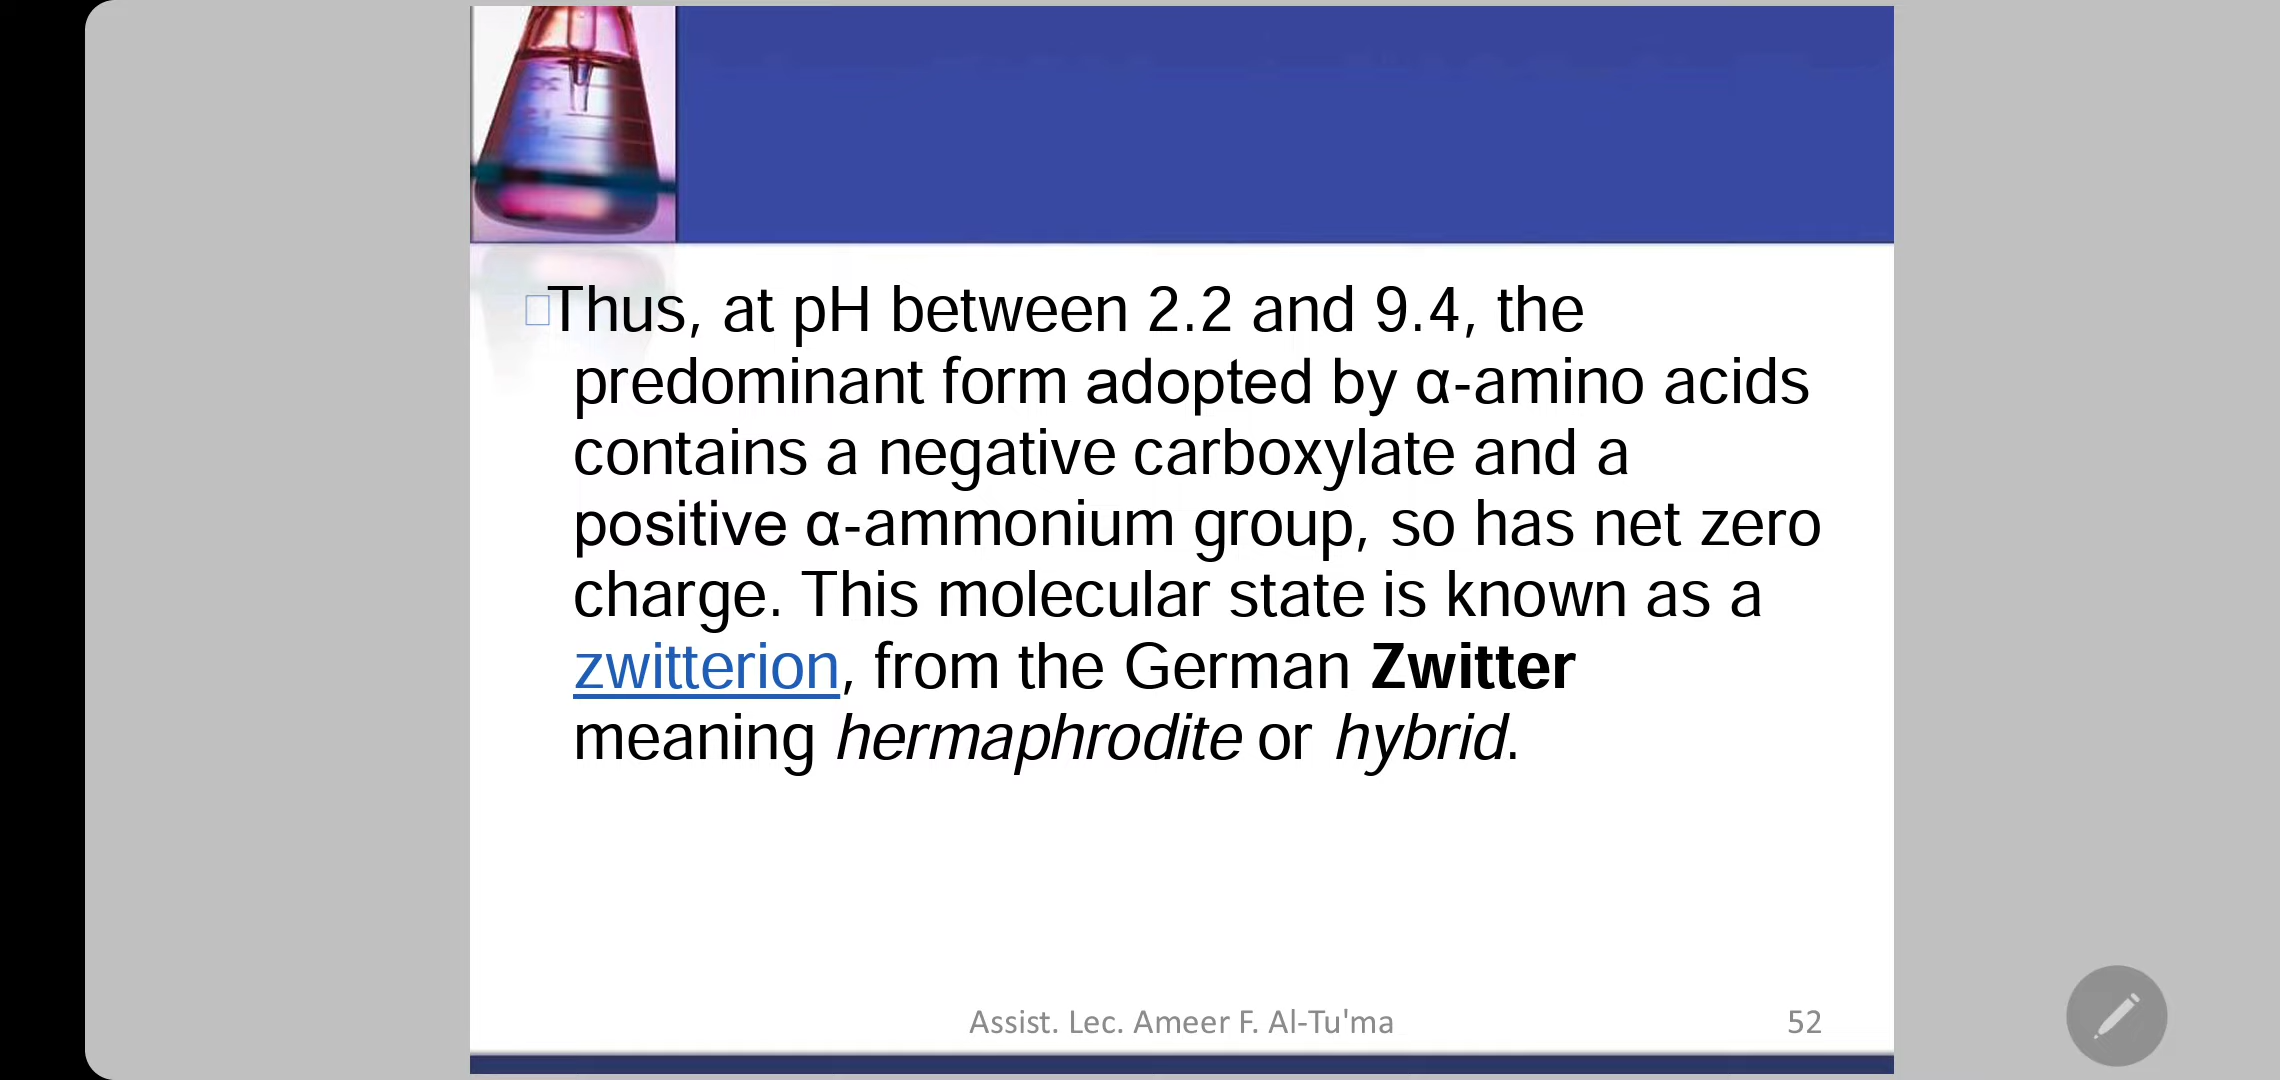 Thus, at pH between 2.2 and 9.4, the
predominant form adopted by α-amino acids
contains a negative carboxylate and a
positive α-ammonium group, so has net zero
charge. This molecular state is known as a
zwitterion, from the German Zwitter
meaning hermaphrodite or hybrid.
Assist. Lec. Ameer F. Al-Tu'ma
52